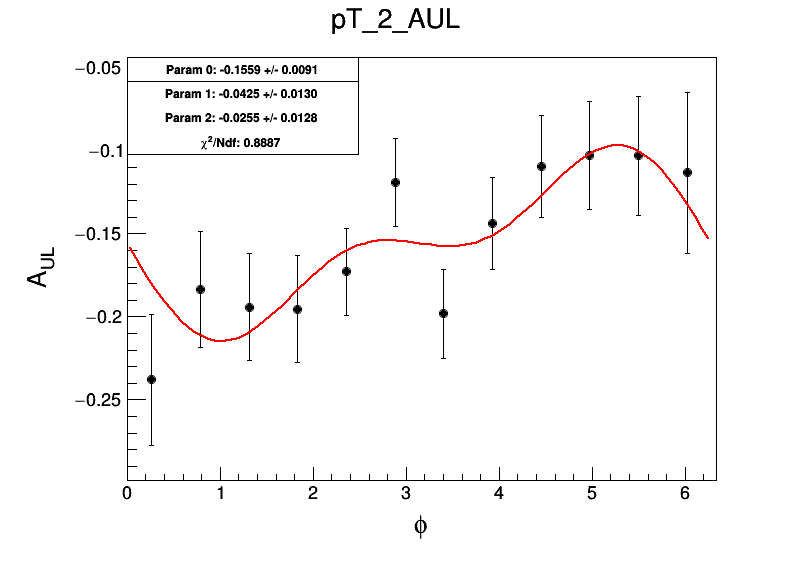 pT_2_AUL
Param 0: -0.1559 +/- 0.0091
Param 1: -0.0425 +/- 0.0130
Param 2: -0.0255 +/- 0.0128
χ²/Ndf: 0.8887
−0.05
−0.1
−0.15
−0.2
−0.25
A_UL
0 1 2 3 4 5 6
ϕ